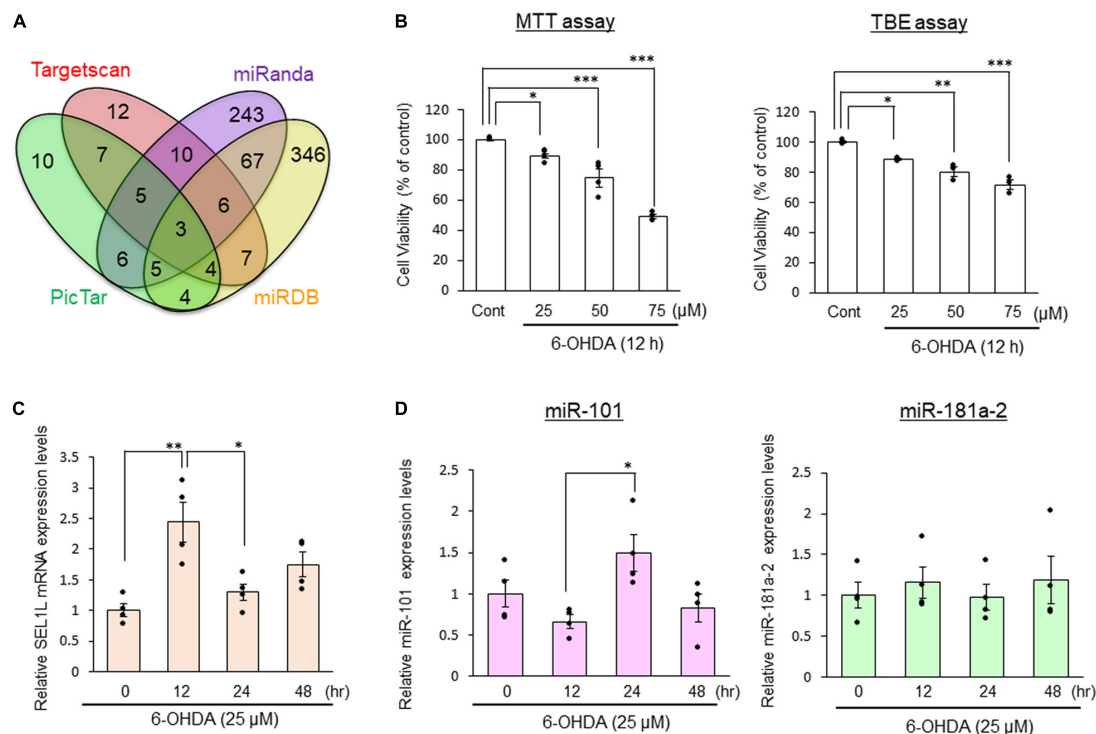 A
Targetscan
miRanda
12
243
10
7
10
67
346
5
6
3
6
5
4
7
4
PicTar
miRDB
B
MTT assay
***
***
*
Cell Viability (% of control)
120
100
80
60
40
20
0
Cont
25
50
75
(μM)
6-OHDA (12 h)
TBE assay
***
**
*
Cell Viability (% of control)
120
100
80
60
40
20
0
Cont
25
50
75
(μM)
6-OHDA (12 h)
C
Relative SEL1L mRNA expression levels
**
*
3.5
3
2.5
2
1.5
1
0.5
0
0
12
24
48
(hr)
6-OHDA (25 μM)
D
miR-101
Relative miR-101 expression levels
*
2.5
2
1.5
1
0.5
0
0
12
24
48
(hr)
6-OHDA (25 μM)
miR-181a-2
Relative miR-181a-2 expression levels
2.5
2
1.5
1
0.5
0
0
12
24
48
(hr)
6-OHDA (25 μM)